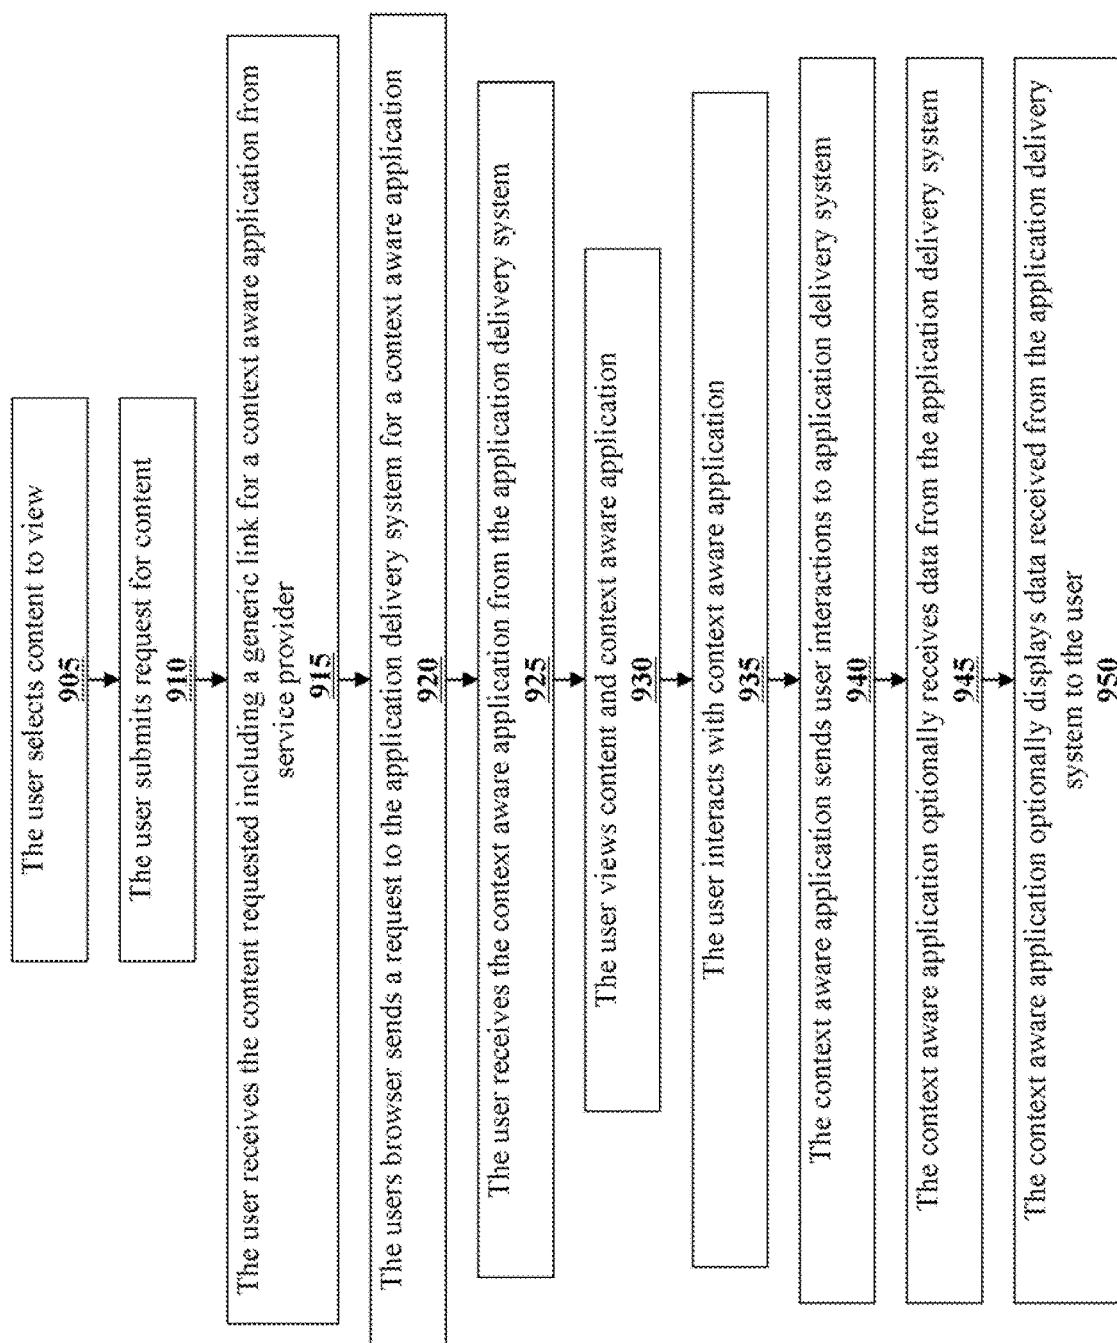 The user selects content to view
905
The user submits request for content
910
The user receives the content requested including a generic link for a context aware application from
service provider
915
The users browser sends a request to the application delivery system for a context aware application
920
The user receives the context aware application from the application delivery system
925
The user views content and context aware application
930
The user interacts with context aware application
935
The context aware application sends user interactions to application delivery system
940
The context aware application optionally receives data from the application delivery system
945
The context aware application optionally displays data received from the application delivery
system to the user
950